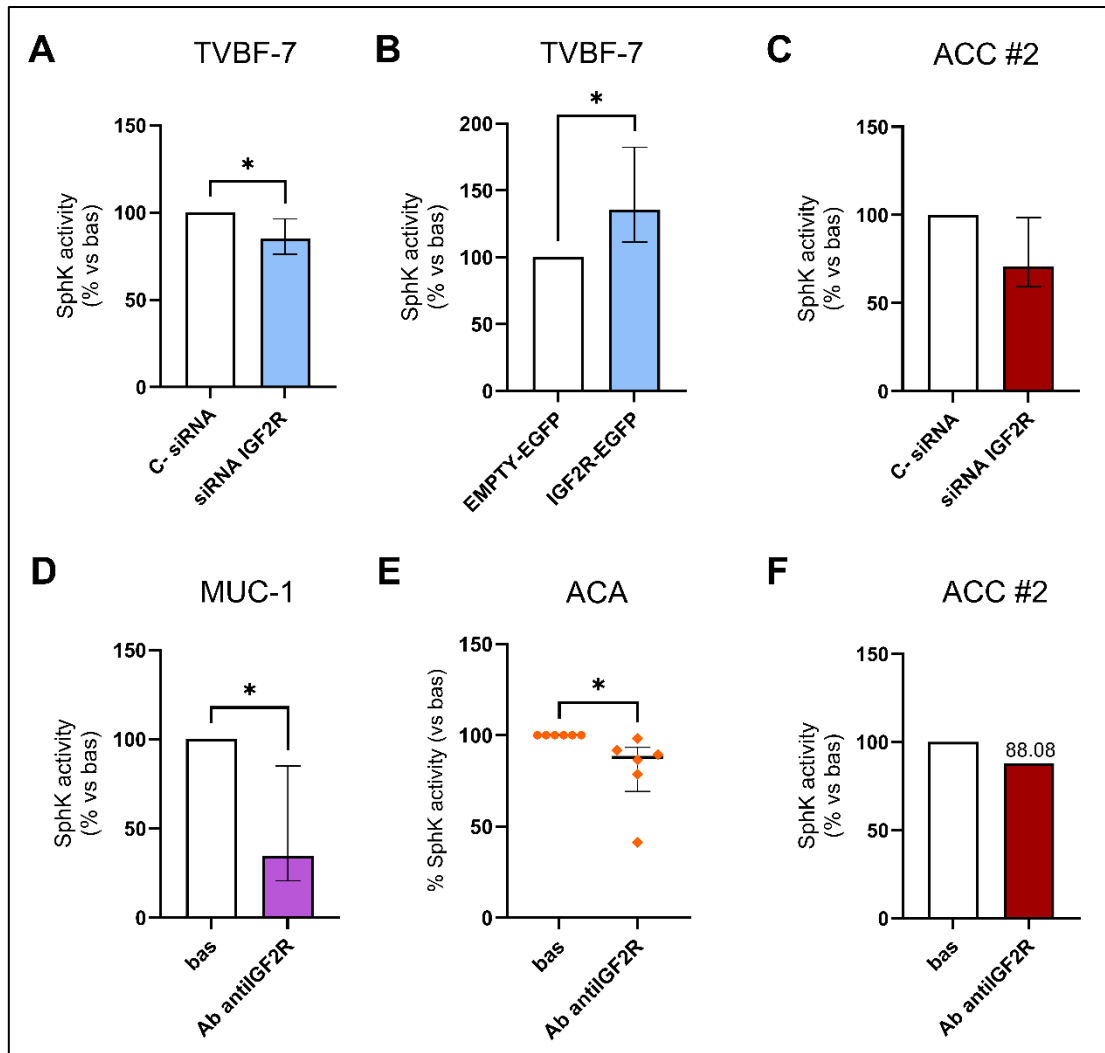 A
TVBF-7
SphK activity
(% vs bas)
150
100
50
0
*
C- siRNA
siRNA IGF2R
B
TVBF-7
SphK activity
(% vs bas)
200
150
100
50
0
*
EMPTY-EGFP
IGF2R-EGFP
C
ACC #2
SphK activity
(% vs bas)
150
100
50
0
C- siRNA
siRNA IGF2R
D
MUC-1
SphK activity
(% vs bas)
150
100
50
0
*
bas
Ab antiIGF2R
E
ACA
% SphK activity (vs bas)
150
100
50
0
*
bas
Ab antiIGF2R
F
ACC #2
SphK activity
(% vs bas)
150
100
50
0
88.08
bas
Ab antiIGF2R